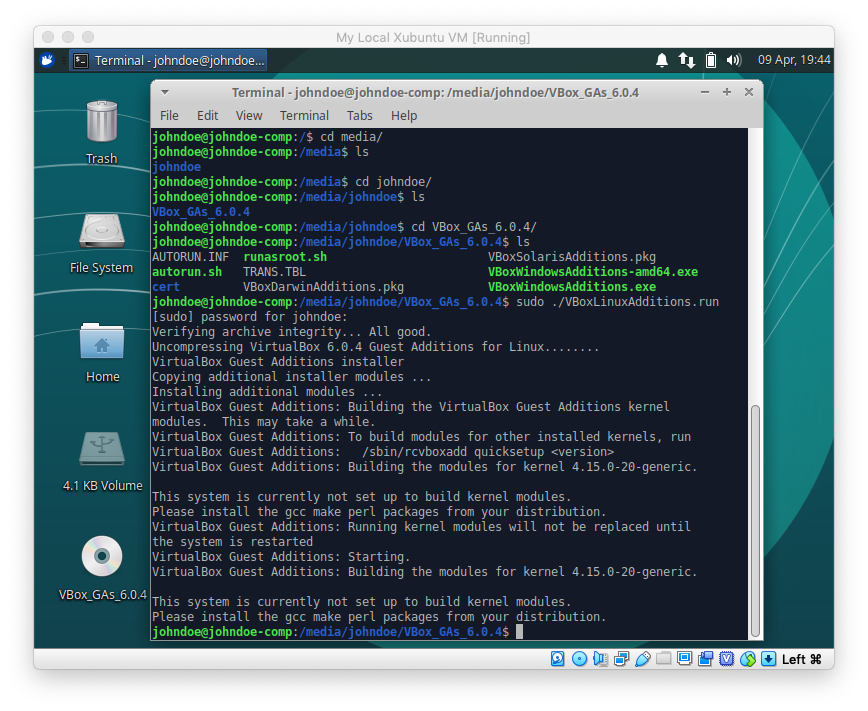 My Local Xubuntu VM [Running]
Terminal - johndoe@johndoe...
09 Apr, 19:44
Trash
File System
Home
4.1 KB Volume
VBox_GAs_6.0.4
Terminal - johndoe@johndoe-comp: /media/johndoe/VBox_GAs_6.0.4
File Edit View Terminal Tabs Help
johndoe@johndoe-comp:/$ cd media/
johndoe@johndoe-comp:/media$ ls
johndoe
johndoe@johndoe-comp:/media$ cd johndoe/
johndoe@johndoe-comp:/media/johndoe$ ls
VBox_GAs_6.0.4
johndoe@johndoe-comp:/media/johndoe$ cd VBox_GAs_6.0.4/
johndoe@johndoe-comp:/media/johndoe/VBox_GAs_6.0.4$ ls
AUTORUN.INF runasroot.sh VBoxSolarisAdditions.pkg
autorun.sh TRANS.TBL VBoxWindowsAdditions-amd64.exe
cert VBoxDarwinAdditions.pkg VBoxWindowsAdditions.exe
johndoe@johndoe-comp:/media/johndoe/VBox_GAs_6.0.4$ sudo ./VBoxLinuxAdditions.run
[sudo] password for johndoe:
Verifying archive integrity... All good.
Uncompressing VirtualBox 6.0.4 Guest Additions for Linux........
VirtualBox Guest Additions installer
Copying additional installer modules ...
Installing additional modules ...
VirtualBox Guest Additions: Building the VirtualBox Guest Additions kernel
modules. This may take a while.
VirtualBox Guest Additions: To build modules for other installed kernels, run
VirtualBox Guest Additions: /sbin/rcvboxadd quicksetup <version>
VirtualBox Guest Additions: Building the modules for kernel 4.15.0-20-generic.
This system is currently not set up to build kernel modules.
Please install the gcc make perl packages from your distribution.
VirtualBox Guest Additions: Running kernel modules will not be replaced until
the system is restarted
VirtualBox Guest Additions: Starting.
VirtualBox Guest Additions: Building the modules for kernel 4.15.0-20-generic.
This system is currently not set up to build kernel modules.
Please install the gcc make perl packages from your distribution.
johndoe@johndoe-comp:/media/johndoe/VBox_GAs_6.0.4$
Left ⌘